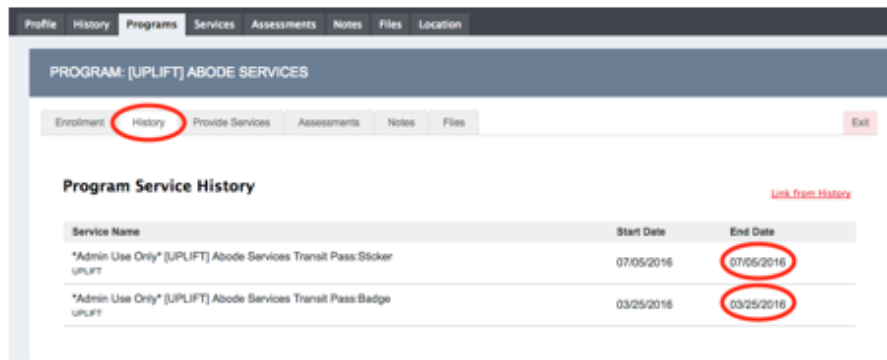 Profile History Programs Services Assessments Notes Files Location
PROGRAM: [UPLIFT] ABODE SERVICES
Enrollment History Provide Services Assessments Notes Files Exit
Program Service History
Link from History
Service Name Start Date End Date
*Admin Use Only* [UPLIFT] Abode Services Transit Pass:Sticker 07/05/2016 07/05/2016
UPLIFT
*Admin Use Only* [UPLIFT] Abode Services Transit Pass:Badge 03/25/2016 03/25/2016
UPLIFT